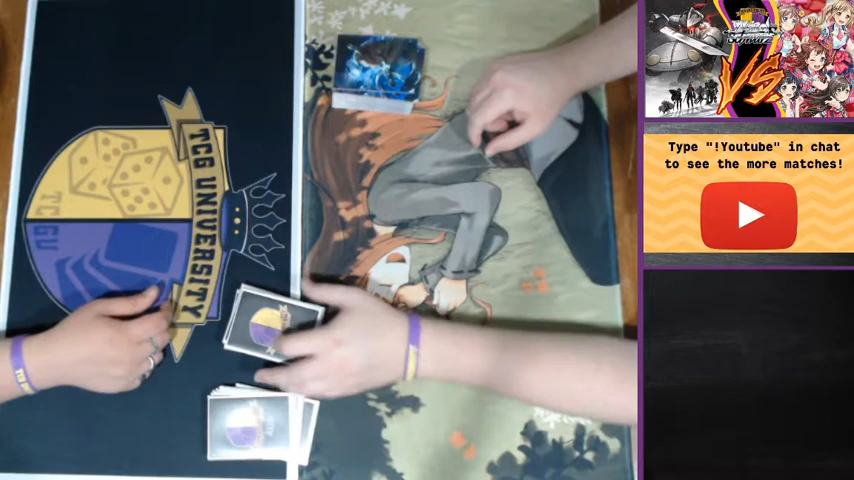 TCG UNIVERSITY
TC
GU
VS
Type "!Youtube" in chat
to see the more matches!